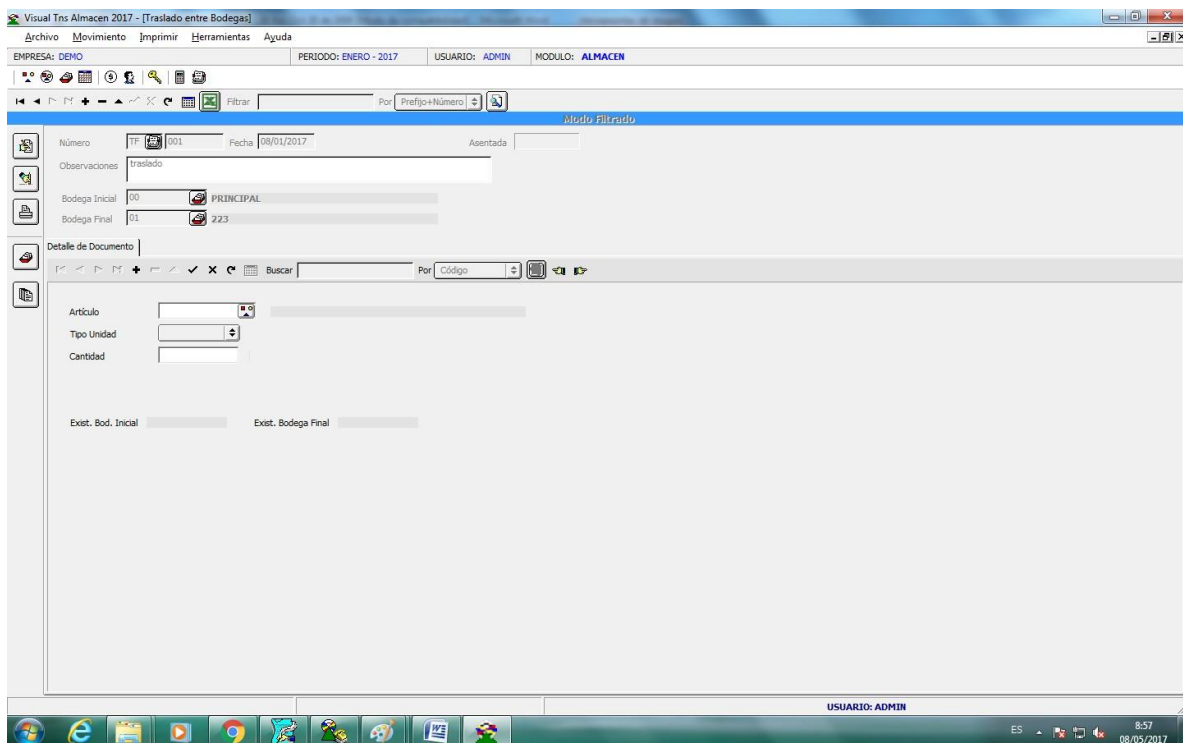 Visual Tns Almacen 2017 - [Traslado entre Bodegas]
Archivo Movimiento Imprimir Herramientas Ayuda
EMPRESA: DEMO PERIODO: ENERO - 2017 USUARIO: ADMIN MODULO: ALMACEN
Filtrar Por Prefijo+Número
Modo Filtrado
Número TF 001 Fecha 08/01/2017 Asentada
Observaciones traslado
Bodega Inicial 00 PRINCIPAL
Bodega Final 01 223
Detalle de Documento
Buscar Por Código
Artículo
Tipo Unidad
Cantidad
Exist. Bod. Inicial Exist. Bodega Final
USUARIO: ADMIN
ES 8:57
08/05/2017